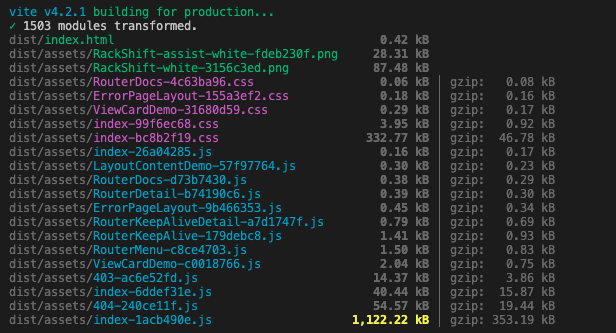 vite v4.2.1 building for production...
✓ 1503 modules transformed.
dist/index.html 0.42 kB
dist/assets/RackShift-assist-white-fdeb230f.png 28.31 kB
dist/assets/RackShift-white-3156c3ed.png 87.48 kB
dist/assets/RouterDocs-4c63ba96.css 0.06 kB │ gzip: 0.08 kB
dist/assets/ErrorPageLayout-155a3ef2.css 0.18 kB │ gzip: 0.16 kB
dist/assets/ViewCardDemo-31680d59.css 0.29 kB │ gzip: 0.17 kB
dist/assets/index-99f6ec68.css 3.95 kB │ gzip: 0.92 kB
dist/assets/index-bc8b2f19.css 332.77 kB │ gzip: 46.78 kB
dist/assets/index-26a04285.js 0.16 kB │ gzip: 0.17 kB
dist/assets/LayoutContentDemo-57f97764.js 0.30 kB │ gzip: 0.23 kB
dist/assets/RouterDocs-d73b7430.js 0.38 kB │ gzip: 0.29 kB
dist/assets/RouterDetail-b74190c6.js 0.39 kB │ gzip: 0.30 kB
dist/assets/ErrorPageLayout-9b466353.js 0.45 kB │ gzip: 0.34 kB
dist/assets/RouterKeepAliveDetail-a7d1747f.js 0.79 kB │ gzip: 0.69 kB
dist/assets/RouterKeepAlive-179debc8.js 1.41 kB │ gzip: 0.93 kB
dist/assets/RouterMenu-c8ce4703.js 1.50 kB │ gzip: 0.83 kB
dist/assets/ViewCardDemo-c0018766.js 2.04 kB │ gzip: 0.75 kB
dist/assets/403-ac6e52fd.js 14.37 kB │ gzip: 3.86 kB
dist/assets/index-6ddef31e.js 40.44 kB │ gzip: 15.87 kB
dist/assets/404-240ce11f.js 54.57 kB │ gzip: 19.44 kB
dist/assets/index-1acb490e.js 1,122.22 kB │ gzip: 353.19 kB